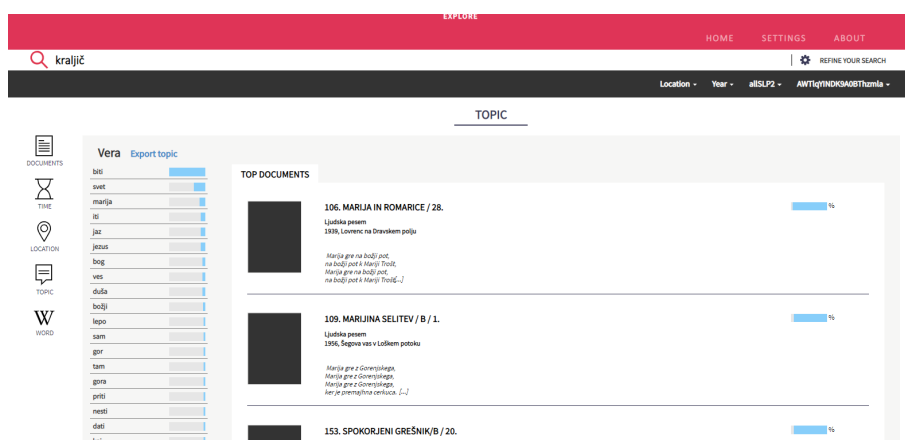 EXPLORE
HOME SETTINGS ABOUT
kraljič
REFINE YOUR SEARCH
Location Year allSLP2 AWTlqYINDK9A0BThzmla
TOPIC
DOCUMENTS
TIME
LOCATION
TOPIC
W
WORD
Vera Export topic
biti
svet
marija
iti
jaz
jezus
bog
ves
duša
božji
lepo
sam
gor
tam
gora
priti
nesti
dati
TOP DOCUMENTS
106. MARIJA IN ROMARICE / 28.
%
Ljudska pesem
1939, Lovrenc na Dravskem polju
Marija gre na božji pot,
na božji pot k Mariji Trošt,
Marija gre na božji pot,
na božji pot k Mariji Trošt[...]
109. MARIJINA SELITEV / B / 1.
%
Ljudska pesem
1956, Šegova vas v Loškem potoku
Marija gre z Gorenjskega,
Marija gre z Gorenjskega,
Marija gre z Gorenjskega,
ker je premajhna cerkuca. [...]
153. SPOKORJENI GREŠNIK/B / 20.
%